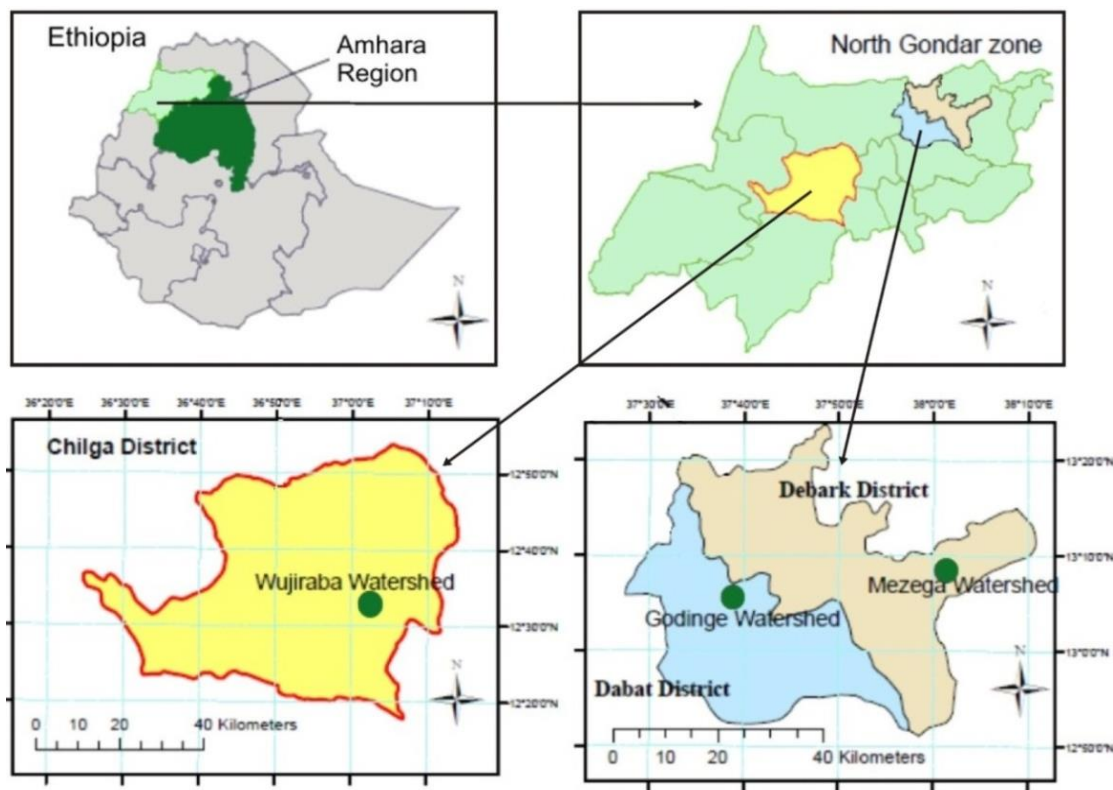 Ethiopia
Amhara
Region
N
North Gondar zone
N
36°20'0"E 36°30'0"E 36°40'0"E 36°50'0"E 37°0'0"E 37°10'0"E
Chilga District
12°50'0"N
12°40'0"N
Wujiraba Watershed
12°30'0"N
N
12°20'0"N
0 10 20 40 Kilometers
37°30'0"E 37°40'0"E 37°50'0"E 38°0'0"E 38°10'0"E
13°20'0"N
Debark District
13°10'0"N
Mezega Watershed
Godinge Watershed
13°0'0"N
N
Dabat District
0 10 20 40 Kilometers
12°50'0"N